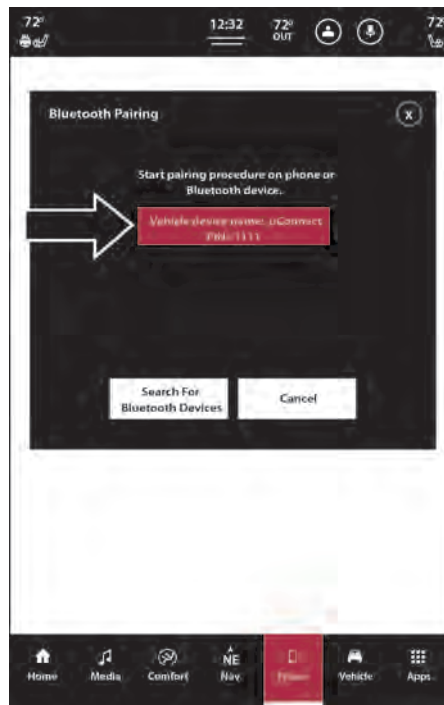 72°
12:32
72°
OUT
72
Bluetooth Pairing
X
Start pairing procedure on phone or
Bluetooth device.
Vehicle device name: uConnect
PIN: 1111
Search For
Bluetooth Devices
Cancel
NE
Home
Media
Comfort
Nav
Phone
Vehicle
Apps